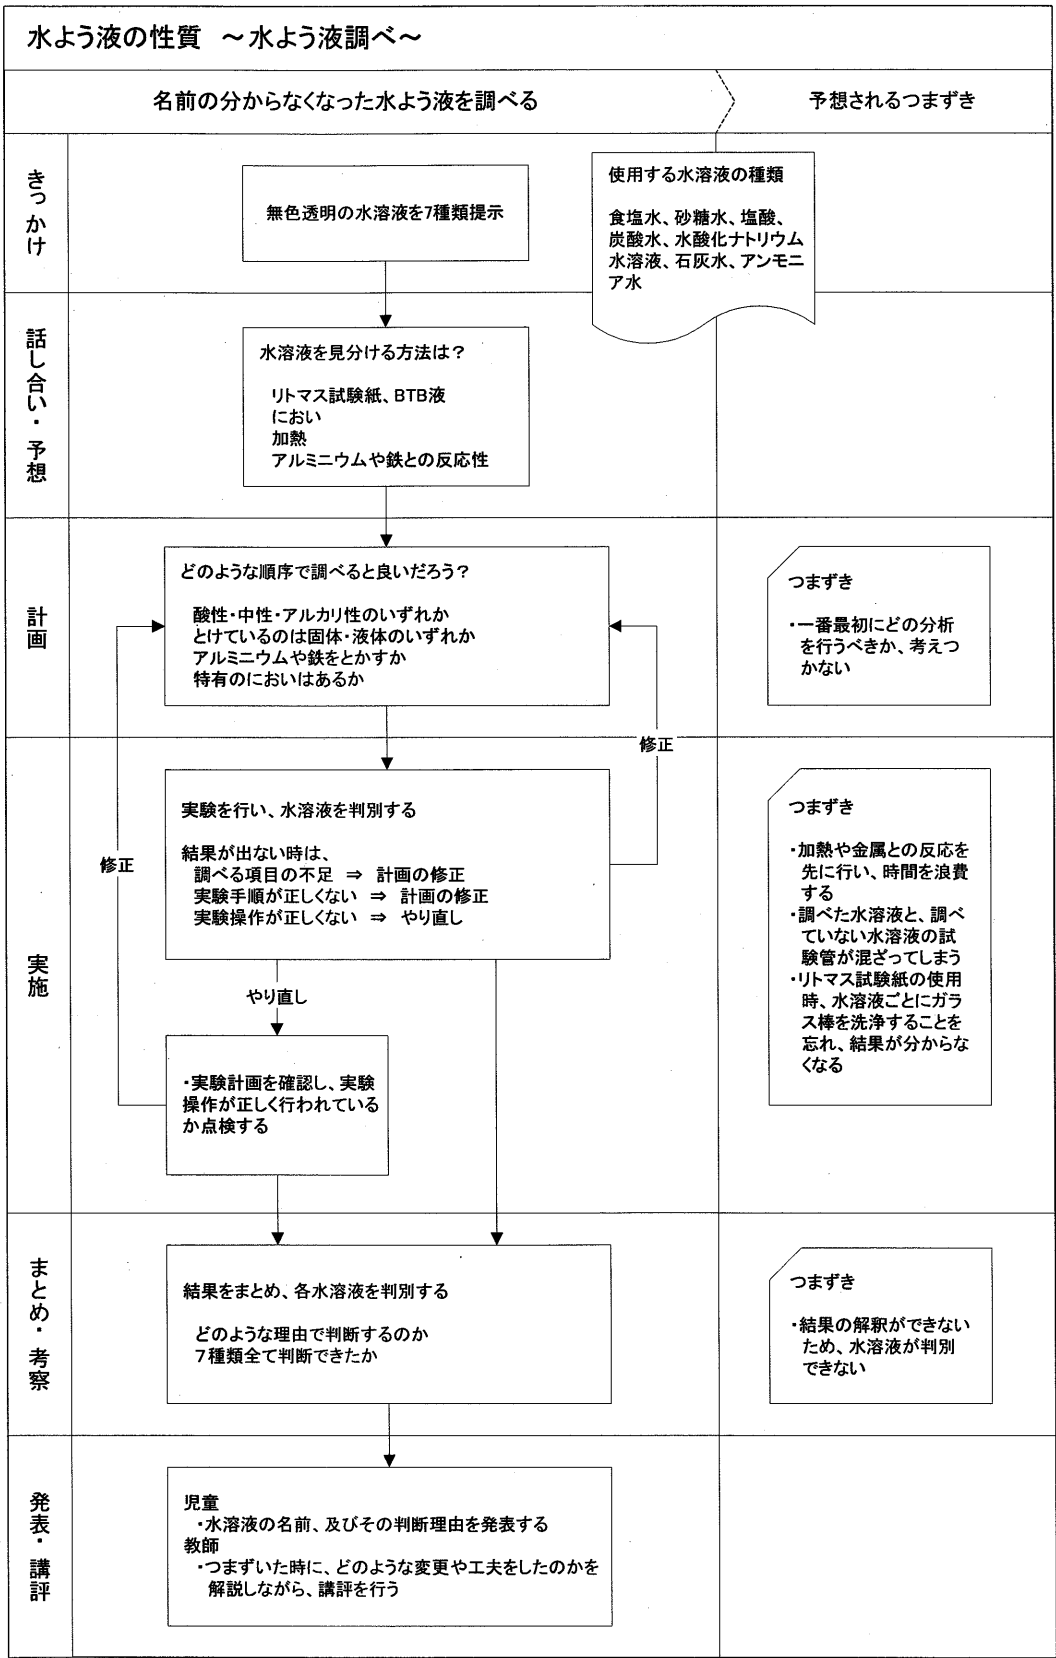 水よう液の性質 ～水よう液調べ～
名前の分からなくなった水よう液を調べる
予想されるつまずき
きっかけ
無色透明の水溶液を7種類提示
使用する水溶液の種類
食塩水、砂糖水、塩酸、
炭酸水、水酸化ナトリウム
水溶液、石灰水、アンモニ
ア水
話し合い・予想
水溶液を見分ける方法は？
リトマス試験紙、BTB液
におい
加熱
アルミニウムや鉄との反応性
計画
どのような順序で調べると良いだろう？
酸性・中性・アルカリ性のいずれか
とけているのは固体・液体のいずれか
アルミニウムや鉄をとかすか
特有のにおいはあるか
つまずき
・一番最初にどの分析
を行うべきか、考えつ
かない
修正
修正
実施
実験を行い、水溶液を判別する
結果が出ない時は、
調べる項目の不足 ⇒ 計画の修正
実験手順が正しくない ⇒ 計画の修正
実験操作が正しくない ⇒ やり直し
やり直し
・実験計画を確認し、実験
操作が正しく行われている
か点検する
つまずき
・加熱や金属との反応を
先に行い、時間を浪費
する
・調べた水溶液と、調べ
ていない水溶液の試
験管が混ざってしまう
・リトマス試験紙の使用
時、水溶液ごとにガラ
ス棒を洗浄することを
忘れ、結果が分からな
くなる
まとめ・考察
結果をまとめ、各水溶液を判別する
どのような理由で判断するのか
7種類全て判断できたか
つまずき
・結果の解釈ができない
ため、水溶液が判別
できない
発表・講評
児童
・水溶液の名前、及びその判断理由を発表する
教師
・つまずいた時に、どのような変更や工夫をしたのかを
解説しながら、講評を行う